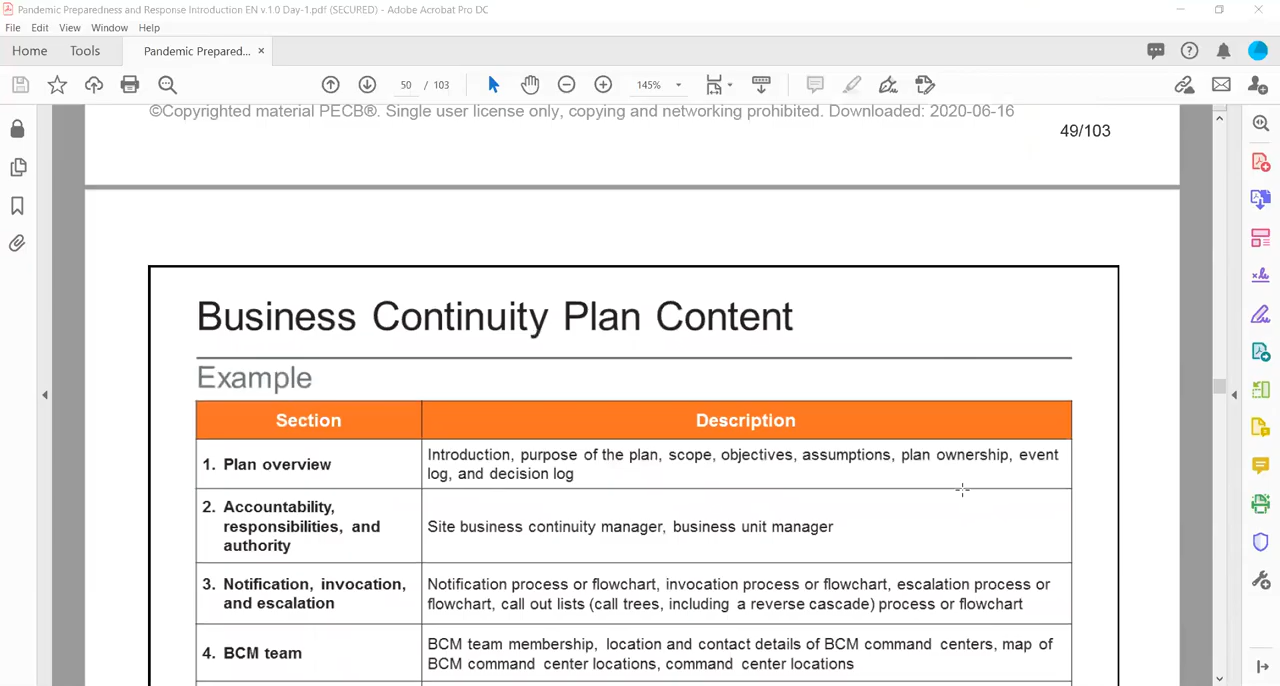 Pandemic Preparedness and Response Introduction EN v.1.0 Day-1.pdf (SECURED) - Adobe Acrobat Pro DC
File Edit View Window Help
Home Tools Pandemic Prepared... ×
50 / 103 145%
©Copyrighted material PECB®. Single user license only, copying and networking prohibited. Downloaded: 2020-06-16
49/103
Business Continuity Plan Content
Example
Section Description
1. Plan overview
Introduction, purpose of the plan, scope, objectives, assumptions, plan ownership, event
log, and decision log
2. Accountability,
responsibilities, and
authority
Site business continuity manager, business unit manager
3. Notification, invocation,
and escalation
Notification process or flowchart, invocation process or flowchart, escalation process or
flowchart, call out lists (call trees, including a reverse cascade) process or flowchart
4. BCM team
BCM team membership, location and contact details of BCM command centers, map of
BCM command center locations, command center locations